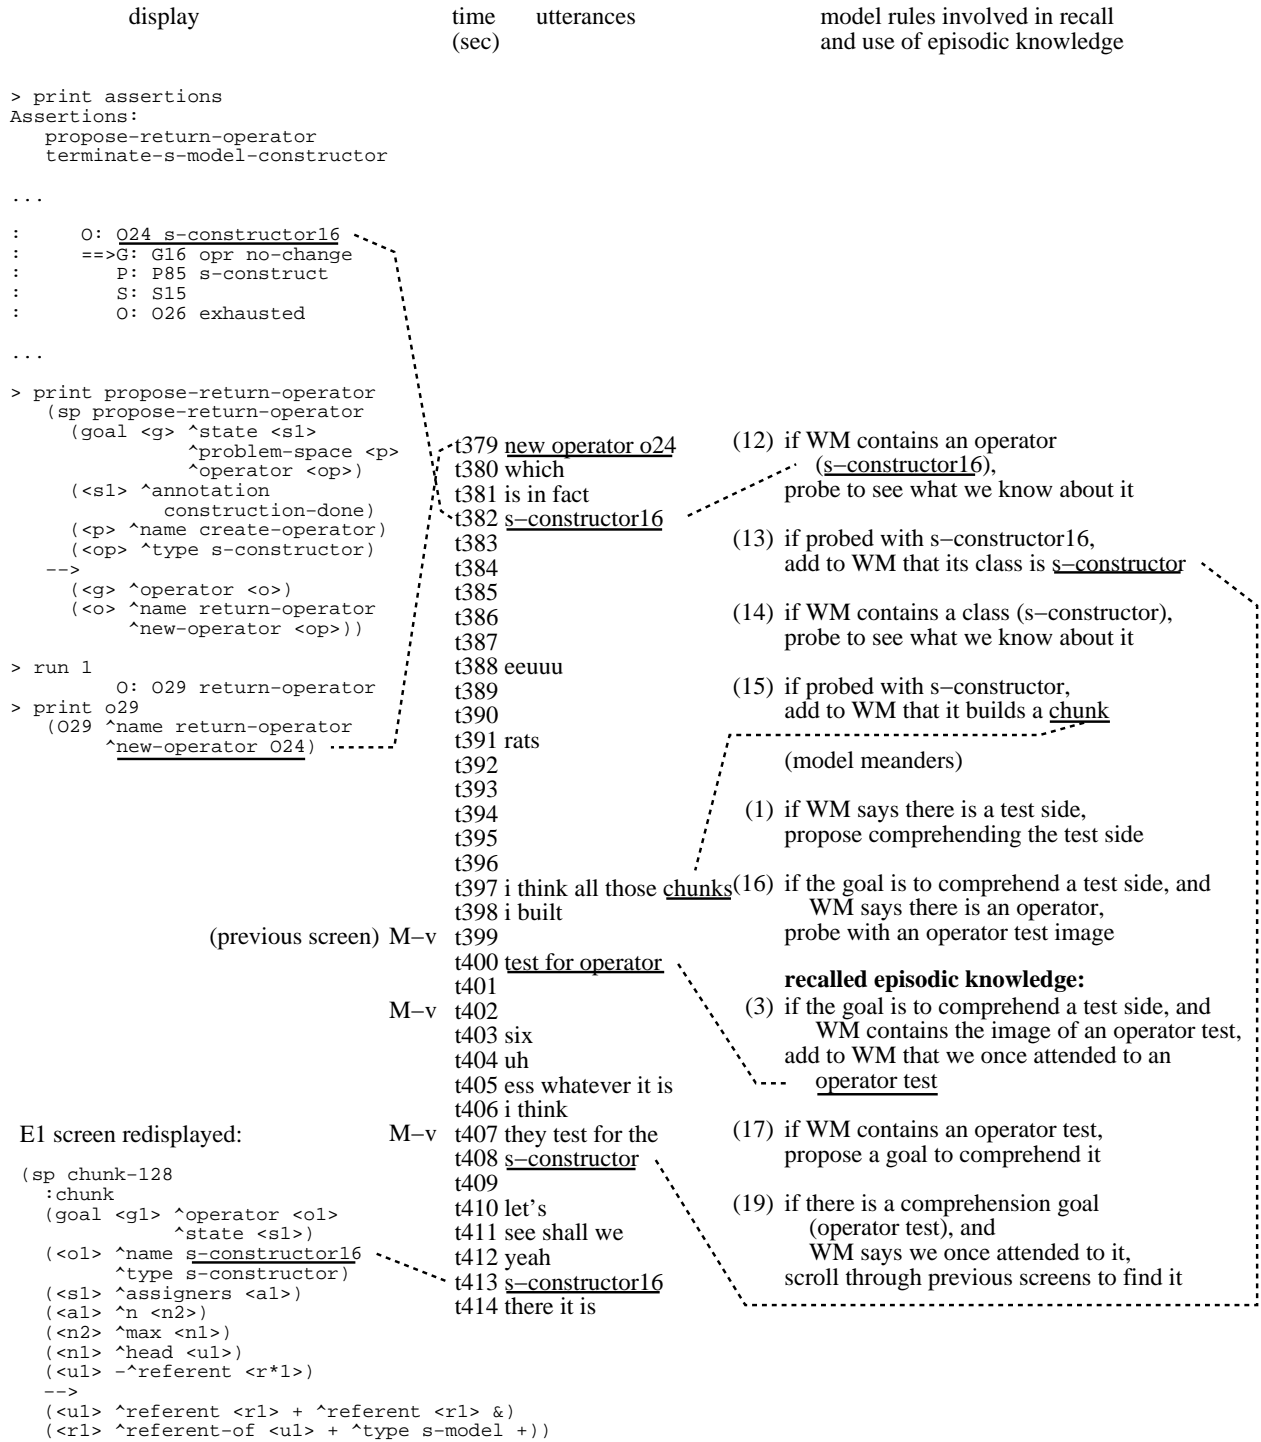 display
time utterances
(sec)
model rules involved in recall
and use of episodic knowledge
> print assertions
Assertions:
propose-return-operator
terminate-s-model-constructor
...
: O: O24 s-constructor16
: ==>G: G16 opr no-change
: P: P85 s-construct
: S: S15
: O: O26 exhausted
...
> print propose-return-operator
(sp propose-return-operator
(goal <g> ^state <s1>
^problem-space <p>
^operator <op>)
(<s1> ^annotation
construction-done)
(<p> ^name create-operator)
(<op> ^type s-constructor)
-->
(<g> ^operator <o>)
(<o> ^name return-operator
^new-operator <op>))
> run 1
O: O29 return-operator
> print o29
(O29 ^name return-operator
^new-operator O24)
(previous screen) M-v
M-v
E1 screen redisplayed: M-v
(sp chunk-128
:chunk
(goal <g1> ^operator <o1>
^state <s1>)
(<o1> ^name s-constructor16
^type s-constructor)
(<s1> ^assigners <a1>)
(<a1> ^n <n2>)
(<n2> ^max <n1>)
(<n1> ^head <u1>)
(<u1> -^referent <r*1>)
-->
(<u1> ^referent <r1> + ^referent <r1> &)
(<r1> ^referent-of <u1> + ^type s-model +))
t379 new operator o24
t380 which
t381 is in fact
t382 s-constructor16
t383
t384
t385
t386
t387
t388 eeuuu
t389
t390
t391 rats
t392
t393
t394
t395
t396
t397 i think all those chunks
t398 i built
t399
t400 test for operator
t401
t402
t403 six
t404 uh
t405 ess whatever it is
t406 i think
t407 they test for the
t408 s-constructor
t409
t410 let's
t411 see shall we
t412 yeah
t413 s-constructor16
t414 there it is
(12) if WM contains an operator
(s-constructor16),
probe to see what we know about it
(13) if probed with s-constructor16,
add to WM that its class is s-constructor
(14) if WM contains a class (s-constructor),
probe to see what we know about it
(15) if probed with s-constructor,
add to WM that it builds a chunk
(model meanders)
(1) if WM says there is a test side,
propose comprehending the test side
(16) if the goal is to comprehend a test side, and
WM says there is an operator,
probe with an operator test image
recalled episodic knowledge:
(3) if the goal is to comprehend a test side, and
WM contains the image of an operator test,
add to WM that we once attended to an
operator test
(17) if WM contains an operator test,
propose a goal to comprehend it
(19) if there is a comprehension goal
(operator test), and
WM says we once attended to it,
scroll through previous screens to find it